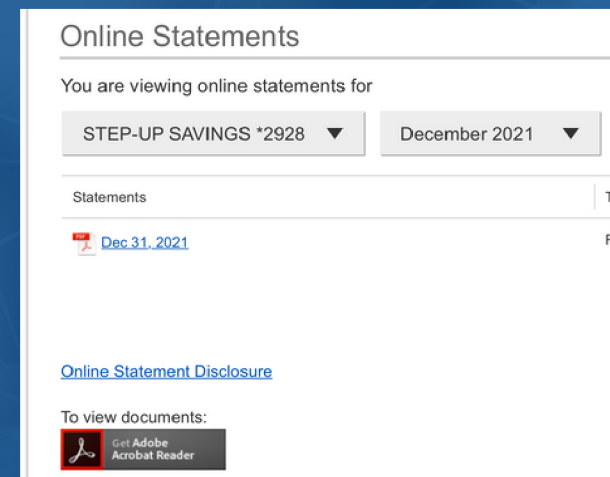 Online Statements
You are viewing online statements for
STEP-UP SAVINGS *2928 December 2021
Statements
Dec 31, 2021
Online Statement Disclosure
To view documents:
Get Adobe
Acrobat Reader